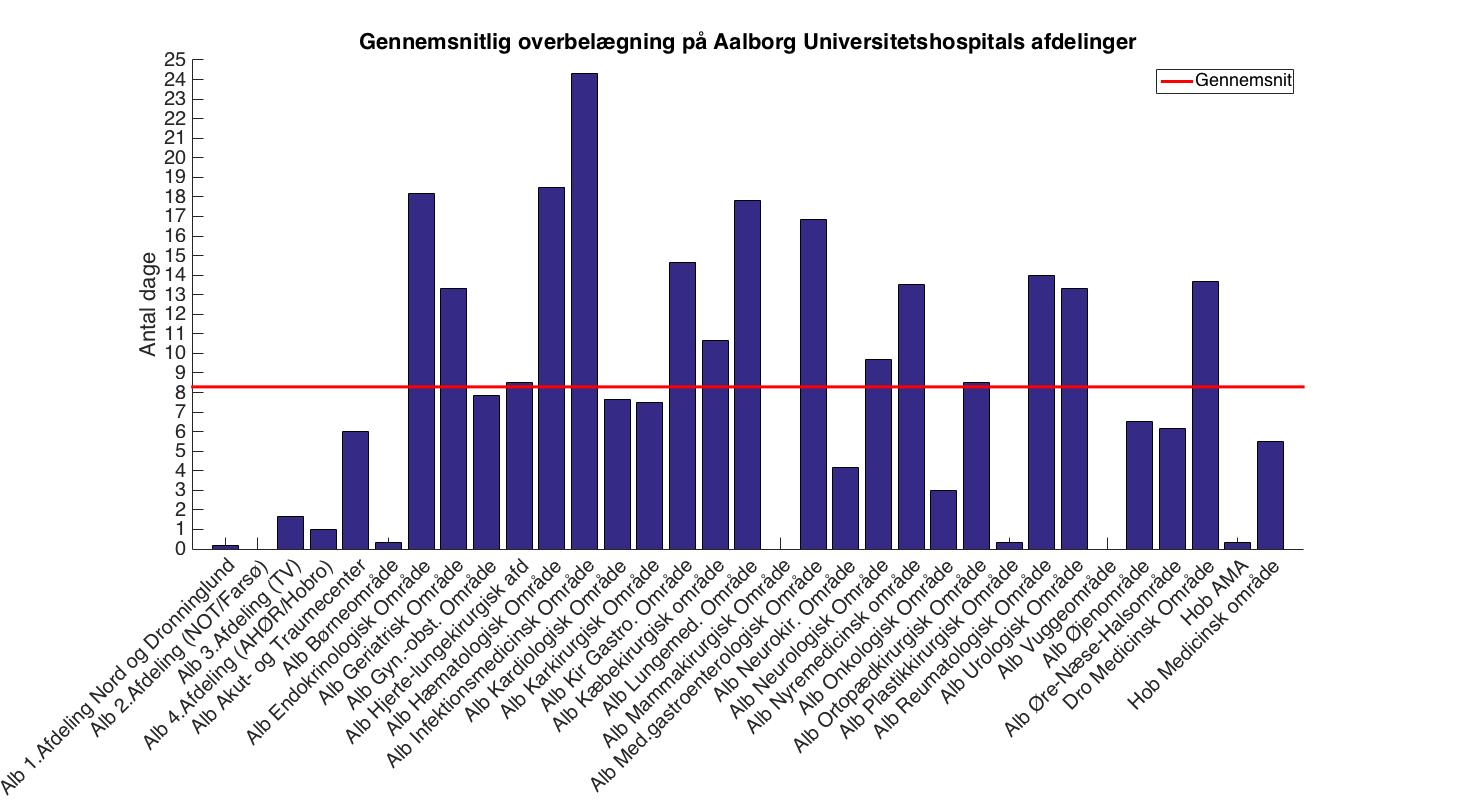 Gennemsnitlig overbelægning på Aalborg Universitetshospitals afdelinger
Gennemsnit
Antal dage
25
24
23
22
21
20
19
18
17
16
15
14
13
12
11
10
9
8
7
6
5
4
3
2
1
0
Alb 1.Afdeling Nord og Dronninglund
Alb 2.Afdeling (NOT/Farsø)
Alb 3.Afdeling (TV)
Alb 4.Afdeling (AHØR/Hobro)
Alb Akut- og Traumecenter
Alb Børneområde
Alb Endokrinologisk Område
Alb Geriatrisk Område
Alb Gyn.-obst. Område
Alb Hjerte-lungekirurgisk afd
Alb Hæmatologisk Område
Alb Infektionsmedicinsk Område
Alb Kardiologisk Område
Alb Karkirurgisk Område
Alb Kir Gastro. Område
Alb Kæbekirurgisk område
Alb Lungemed. Område
Alb Mammakirurgisk Område
Alb Med.gastroenterologisk Område
Alb Neurokir. Område
Alb Neurologisk Område
Alb Nyremedicinsk område
Alb Onkologisk Område
Alb Ortopædkirurgisk Område
Alb Plastikkirurgisk Område
Alb Reumatologisk Område
Alb Urologisk Område
Alb Vuggeområde
Alb Øjenområde
Alb Øre-Næse-Halsområde
Dro Medicinsk Område
Hob AMA
Hob Medicinsk område